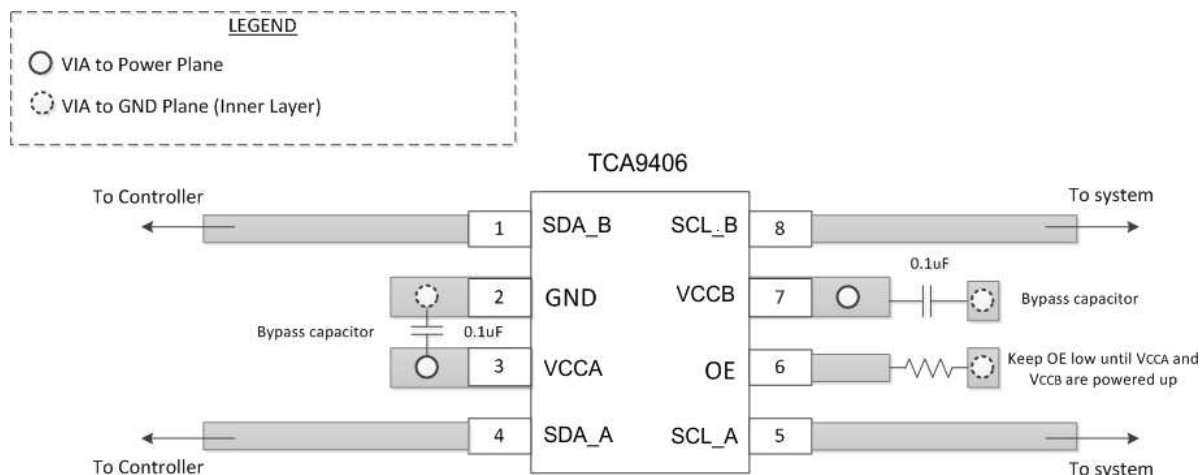 LEGEND
VIA to Power Plane
VIA to GND Plane (Inner Layer)
TCA9406
To Controller
To system
1 SDA_B SCL_B 8
0.1uF
2 GND VCCB 7
Bypass capacitor
Bypass capacitor 0.1uF
3 VCCA OE 6
Keep OE low until VCCA and
VCCB are powered up
4 SDA_A SCL_A 5
To Controller
To system